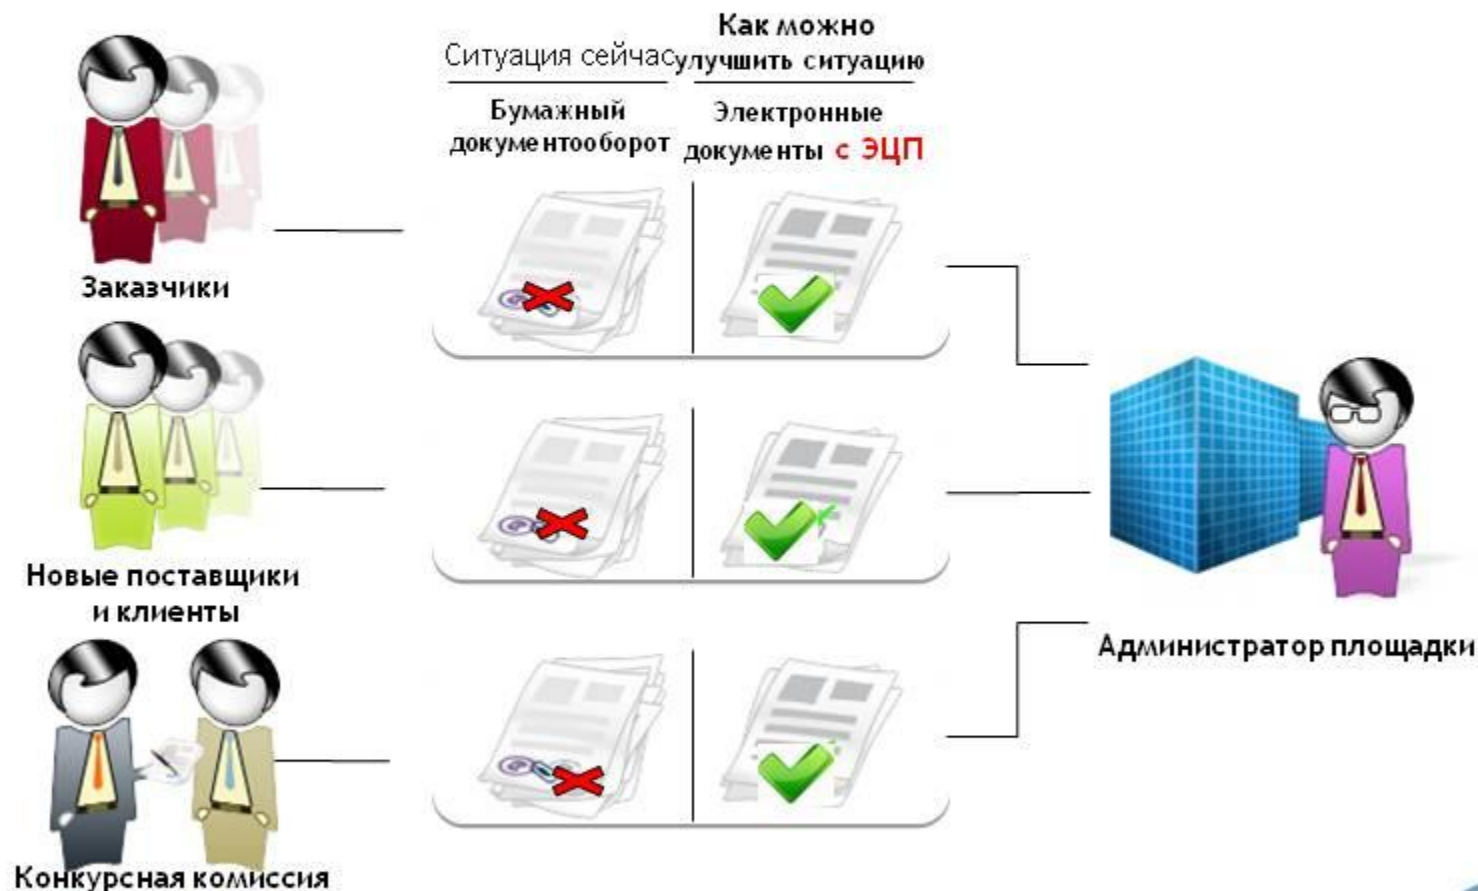 Ситуация сейчас
Как можно
улучшить ситуацию
Бумажный
документооборот
Электронные
документы с ЭЦП
Заказчики
Новые поставщики
и клиенты
Администратор площадки
Конкурсная комиссия